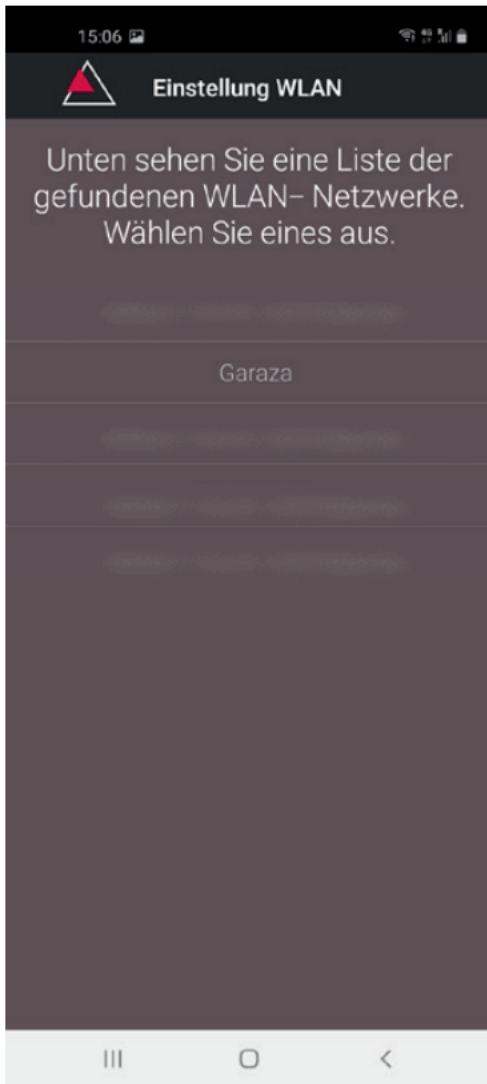 15:06
Einstellung WLAN
Unten sehen Sie eine Liste der
gefundenen WLAN– Netzwerke.
Wählen Sie eines aus.
Garaza